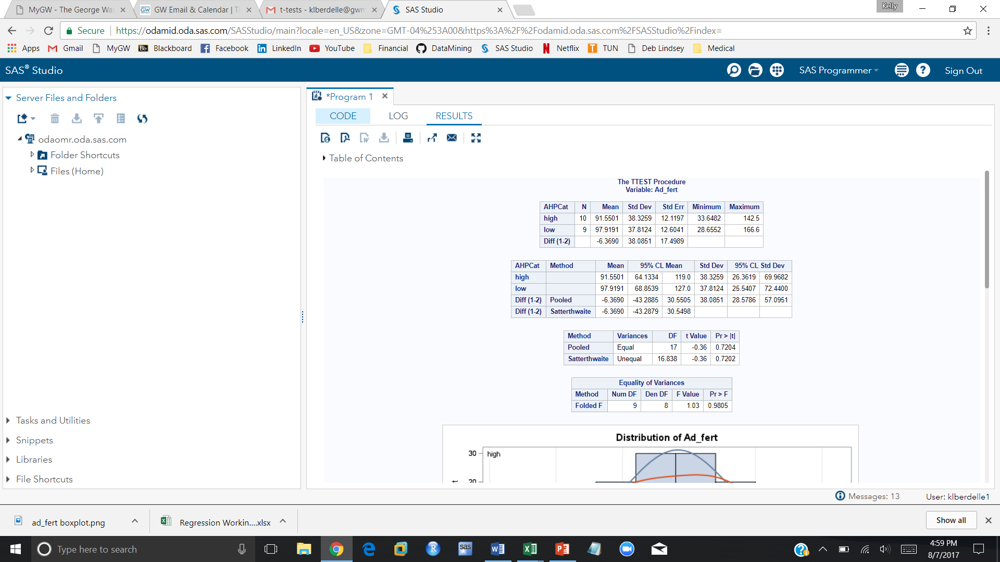 MyGW - The George Wa
GW Email & Calendar | T
t-tests - klberdelle@gwm
SAS Studio
Kelly
Secure
https://odamid.oda.sas.com/SASStudio/main?locale=en_US&zone=GMT-04%253A00&https%3A%2F%2Fodamid.oda.sas.com%2FSASStudio%2Findex=
Apps Gmail MyGW Bb Blackboard Facebook LinkedIn YouTube Financial DataMining SAS Studio Netflix TUN Deb Lindsey Medical
SAS® Studio
SAS Programmer
Sign Out
Server Files and Folders
odaomr.oda.sas.com
Folder Shortcuts
Files (Home)
Tasks and Utilities
Snippets
Libraries
File Shortcuts
*Program 1
CODE LOG RESULTS
Table of Contents
The TTEST Procedure
Variable: Ad_fert
AHPCat N Mean Std Dev Std Err Minimum Maximum
high 10 91.5501 38.3259 12.1197 33.6482 142.5
low 9 97.9191 37.8124 12.6041 28.6552 166.6
Diff (1-2) -6.3690 38.0851 17.4989
AHPCat Method Mean 95% CL Mean Std Dev 95% CL Std Dev
high 91.5501 64.1334 119.0 38.3259 26.3619 69.9682
low 97.9191 68.8539 127.0 37.8124 25.5407 72.4400
Diff (1-2) Pooled -6.3690 -43.2885 30.5505 38.0851 28.5786 57.0951
Diff (1-2) Satterthwaite -6.3690 -43.2879 30.5498
Method Variances DF t Value Pr > |t|
Pooled Equal 17 -0.36 0.7204
Satterthwaite Unequal 16.838 -0.36 0.7202
Equality of Variances
Method Num DF Den DF F Value Pr > F
Folded F 9 8 1.03 0.9805
Distribution of Ad_fert
30
high
20
Messages: 13
User: klberdelle1
ad_fert boxplot.png
Regression Workin....xlsx
Show all
Type here to search
4:59 PM
8/7/2017